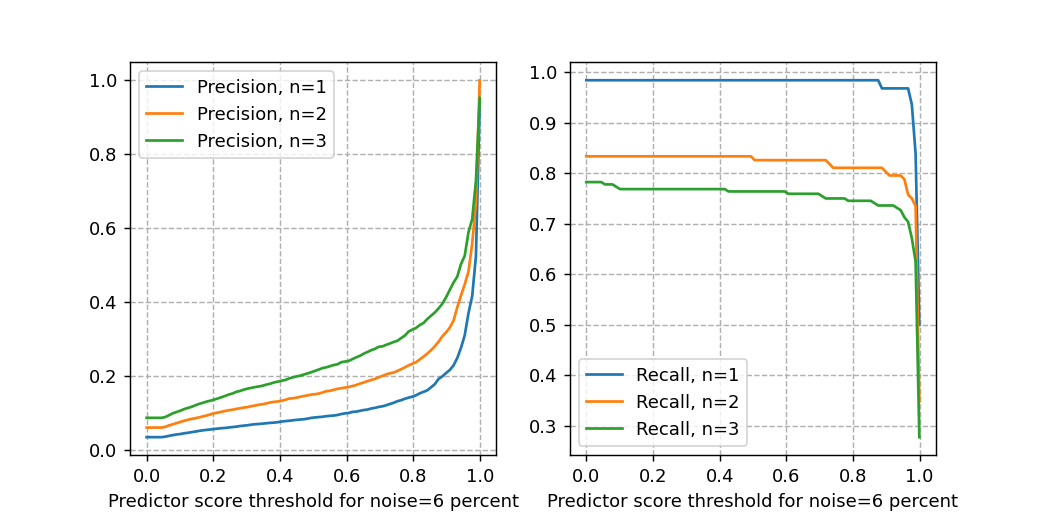 1.0
0.8
0.6
0.4
0.2
0.0
Precision, n=1
Precision, n=2
Precision, n=3
0.0 0.2 0.4 0.6 0.8 1.0
Predictor score threshold for noise=6 percent
1.0
0.9
0.8
0.7
0.6
0.5
0.4
0.3
Recall, n=1
Recall, n=2
Recall, n=3
0.0 0.2 0.4 0.6 0.8 1.0
Predictor score threshold for noise=6 percent